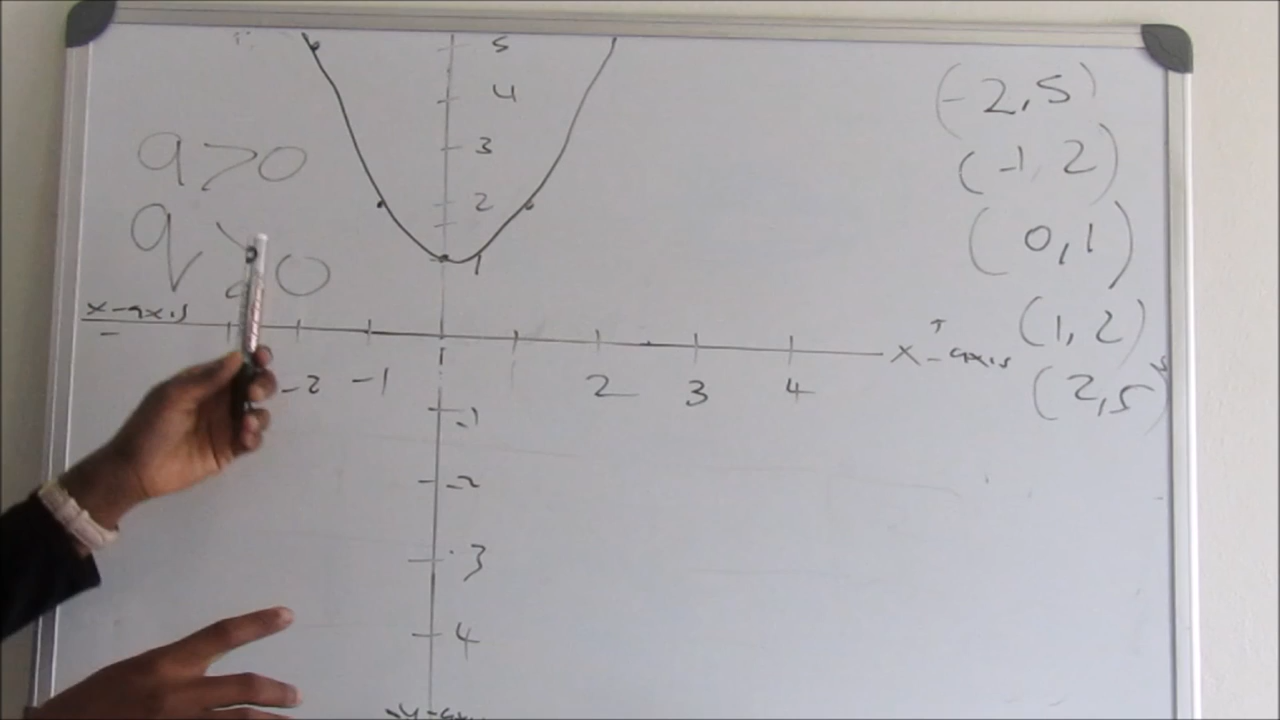 5
4
3
2
1
a>0
q>0
x-axis
-2 -1 2 3 4
x-axis
-1
-2
3
4
(-2,5)
(-1, 2)
(0,1)
(1, 2)
(2,5)